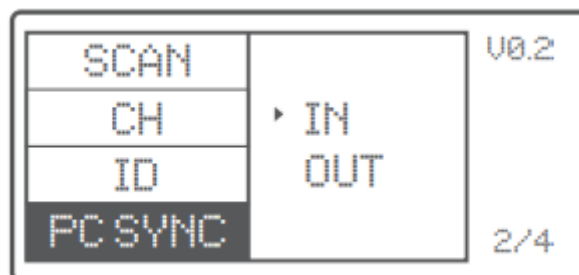 SCAN
CH
ID
PC SYNC
IN
OUT
V0.2
2/4